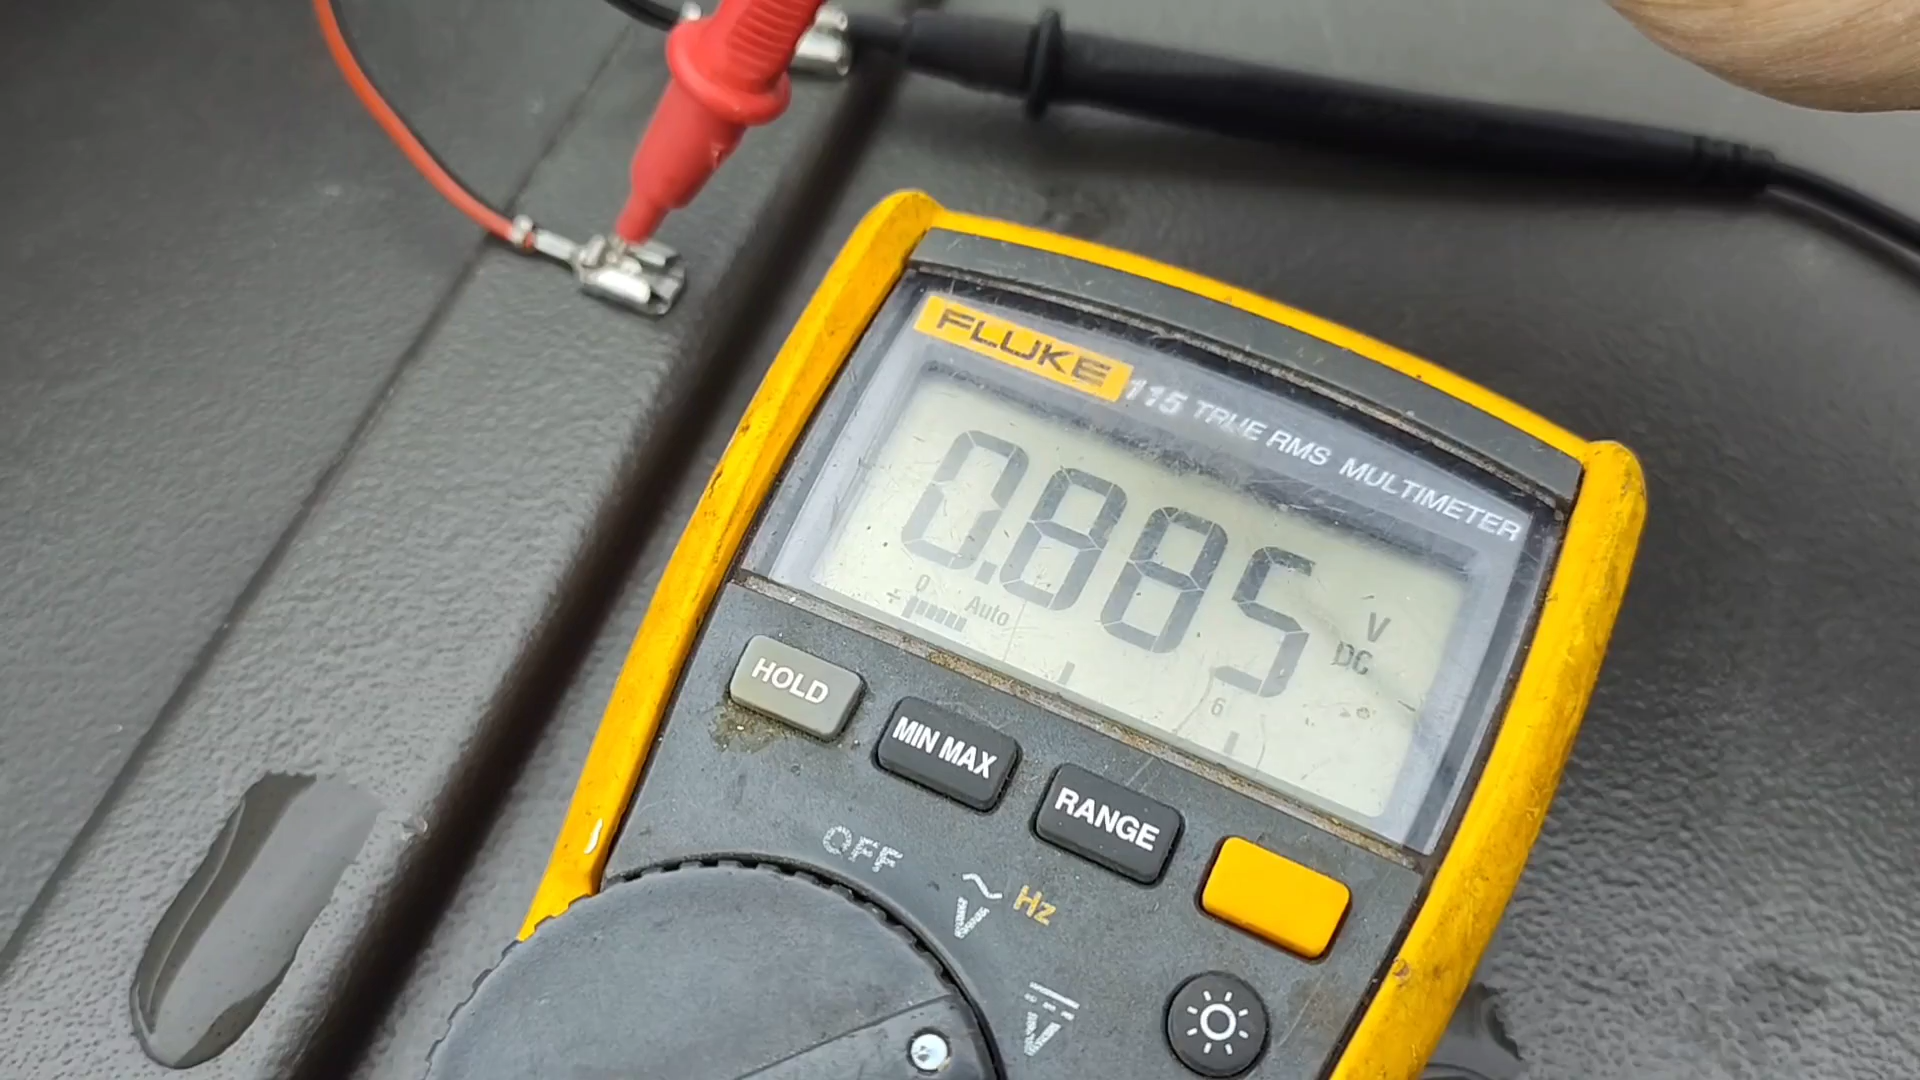 FLUKE 115 TRUE RMS MULTIMETER
0.885 V DC
0 Auto 6
HOLD
MIN MAX
RANGE
OFF
V Hz
V